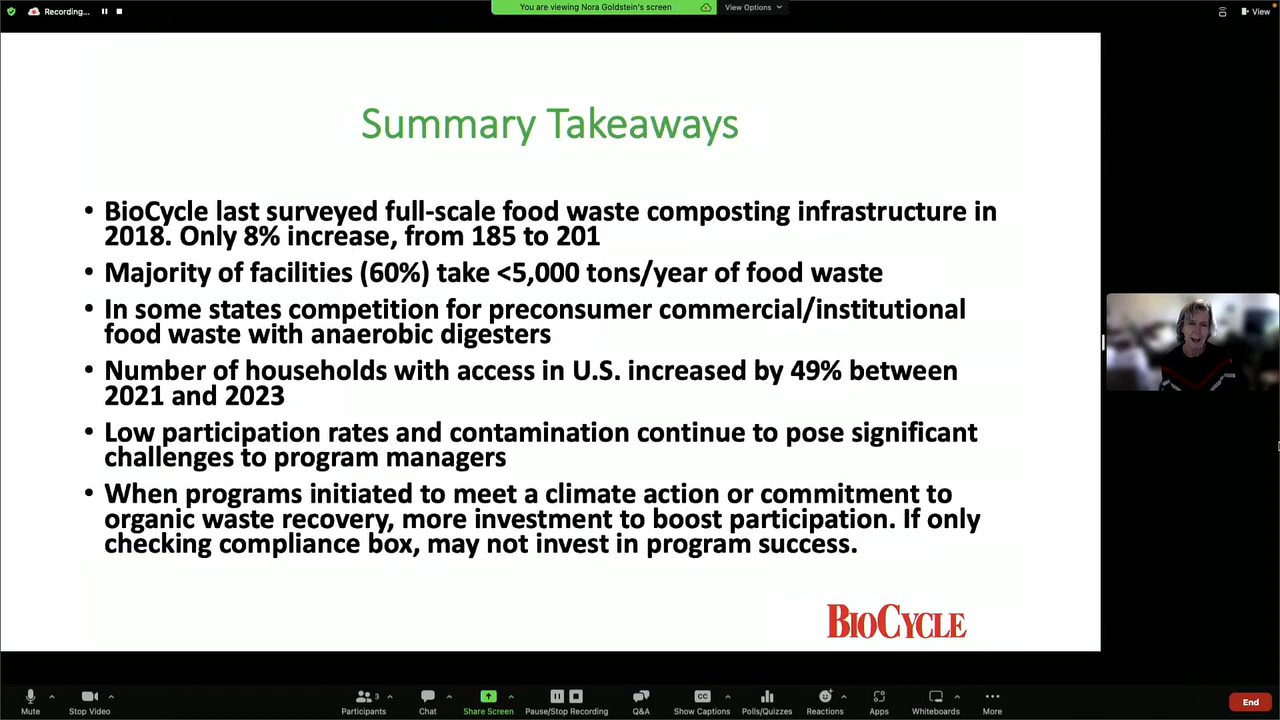 Recording...
You are viewing Nora Goldstein's screen
View Options
View
Summary Takeaways
• BioCycle last surveyed full-scale food waste composting infrastructure in
2018. Only 8% increase, from 185 to 201
• Majority of facilities (60%) take <5,000 tons/year of food waste
• In some states competition for preconsumer commercial/institutional
food waste with anaerobic digesters
• Number of households with access in U.S. increased by 49% between
2021 and 2023
• Low participation rates and contamination continue to pose significant
challenges to program managers
• When programs initiated to meet a climate action or commitment to
organic waste recovery, more investment to boost participation. If only
checking compliance box, may not invest in program success.
BIOCYCLE
Mute
Stop Video
Participants
3
Chat
Share Screen
Pause/Stop Recording
Q&A
CC
Show Captions
Polls/Quizzes
Reactions
Apps
Whiteboards
More
End